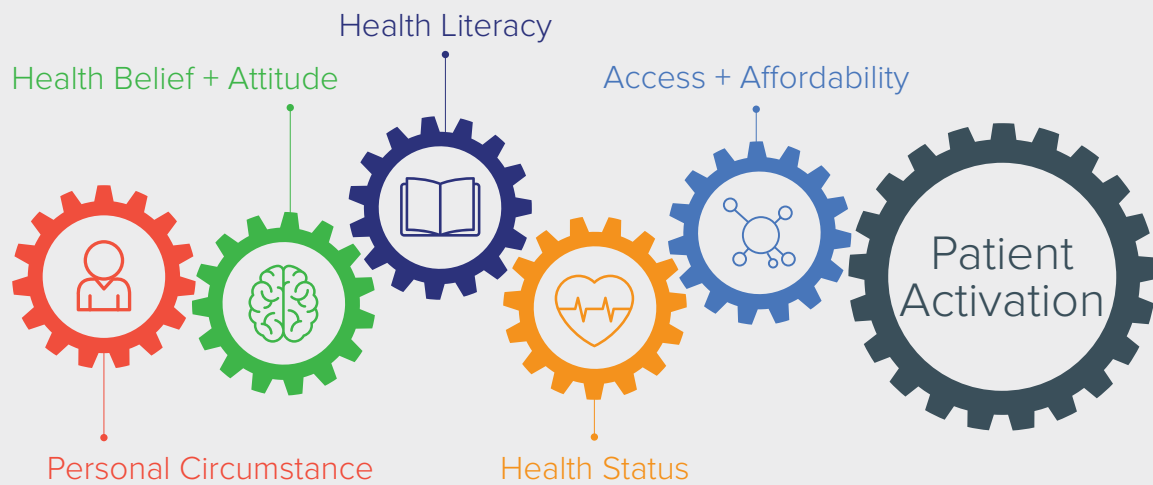 Health Literacy
Health Belief + Attitude
Access + Affordability
Patient
Activation
Personal Circumstance
Health Status